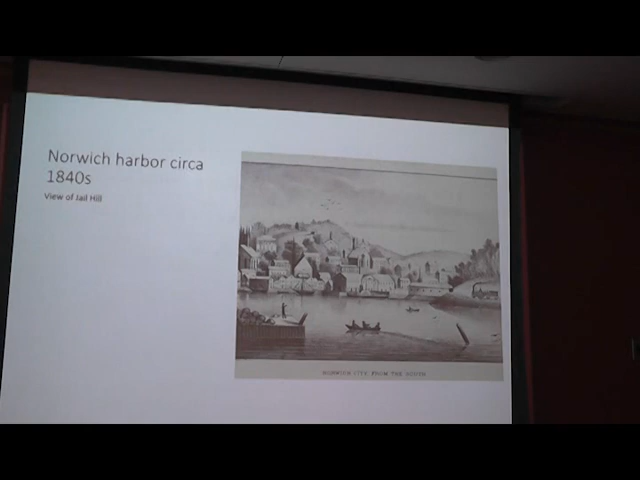 Norwich harbor circa
1840s
View of Jail Hill
NORWICH CITY FROM THE SOUTH